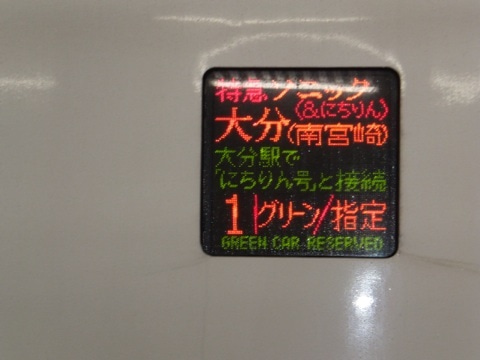 特急ソニック
(&にちりん)
大分(南宮崎)
大分駅で
「にちりん号」と接続
1 グリーン/指定
GREEN CAR RESERVED